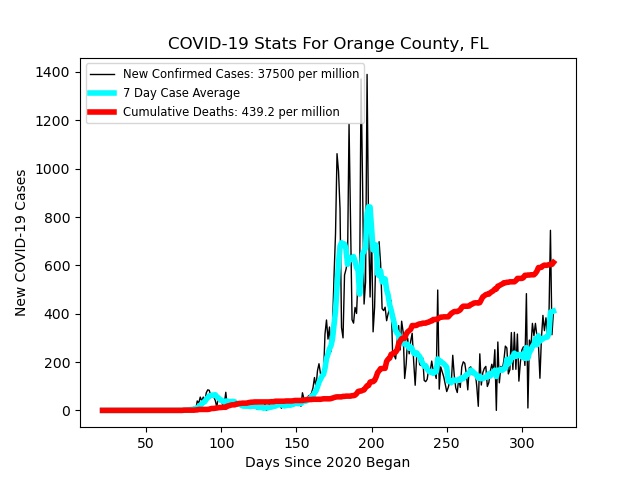 COVID-19 Stats For Orange County, FL
New Confirmed Cases: 37500 per million
7 Day Case Average
Cumulative Deaths: 439.2 per million
New COVID-19 Cases
1400
1200
1000
800
600
400
200
0
50
100
150
200
250
300
Days Since 2020 Began